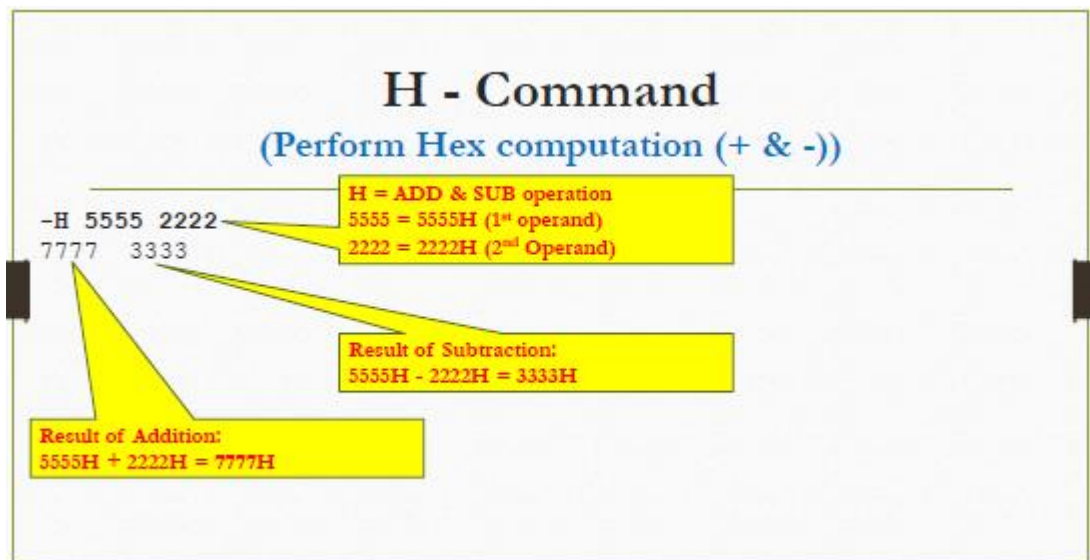 H - Command
(Perform Hex computation (+ & -))
H = ADD & SUB operation
5555 = 5555H (1st operand)
2222 = 2222H (2nd Operand)
-H 5555 2222
7777 3333
Result of Subtraction:
5555H - 2222H = 3333H
Result of Addition:
5555H + 2222H = 7777H